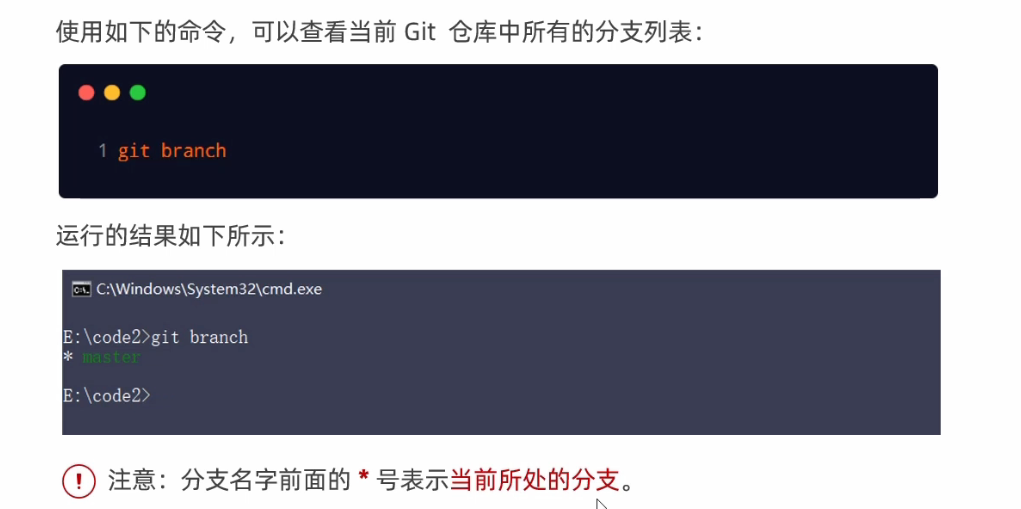 使用如下的命令，可以查看当前 Git 仓库中所有的分支列表：
1 git branch
运行的结果如下所示：
C:\Windows\System32\cmd.exe
E:\code2>git branch
* master
E:\code2>
注意：分支名字前面的 * 号表示当前所处的分支。